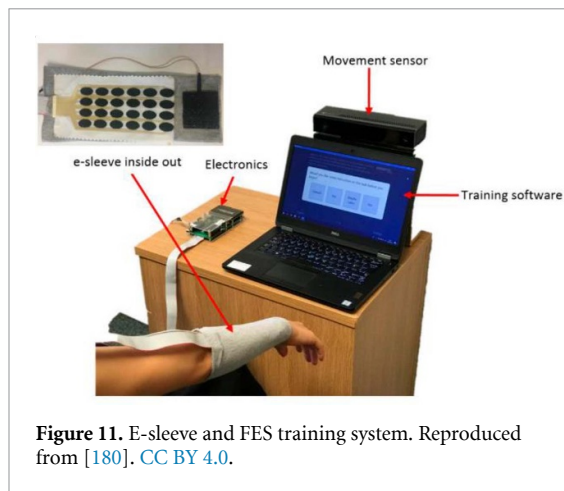 Movement sensor
e-sleeve inside out
Electronics
Training software
Figure 11. E-sleeve and FES training system. Reproduced
from [180]. CC BY 4.0.